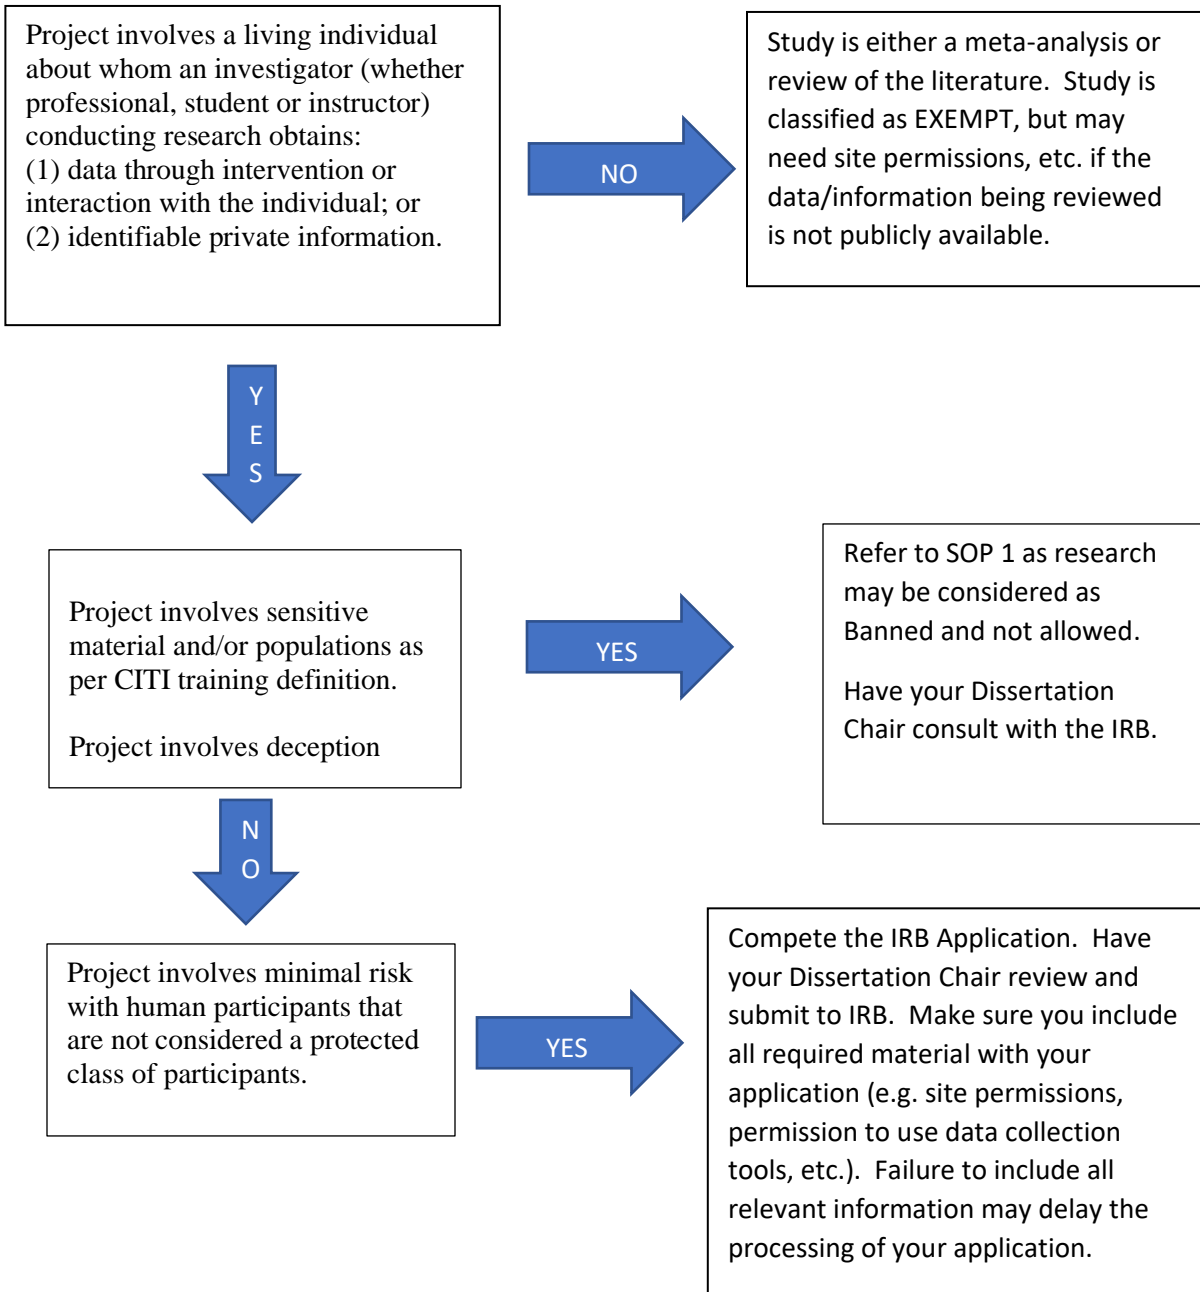 Project involves a living individual
about whom an investigator (whether
professional, student or instructor)
conducting research obtains:
(1) data through intervention or
interaction with the individual; or
(2) identifiable private information.
NO
Study is either a meta-analysis or
review of the literature.  Study is
classified as EXEMPT, but may
need site permissions, etc. if the
data/information being reviewed
is not publicly available.
Y
E
S
Project involves sensitive
material and/or populations as
per CITI training definition.
Project involves deception
YES
Refer to SOP 1 as research
may be considered as
Banned and not allowed.
Have your Dissertation
Chair consult with the IRB.
N
O
Project involves minimal risk
with human participants that
are not considered a protected
class of participants.
YES
Compete the IRB Application.  Have
your Dissertation Chair review and
submit to IRB.  Make sure you include
all required material with your
application (e.g. site permissions,
permission to use data collection
tools, etc.).  Failure to include all
relevant information may delay the
processing of your application.